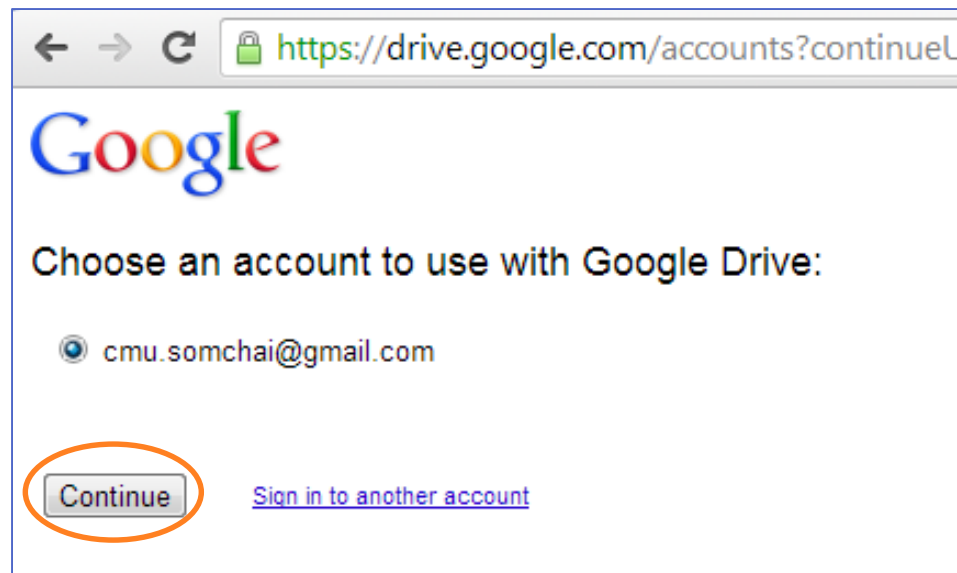 https://drive.google.com/accounts?continueU
Google
Choose an account to use with Google Drive:
cmu.somchai@gmail.com
Continue Sign in to another account